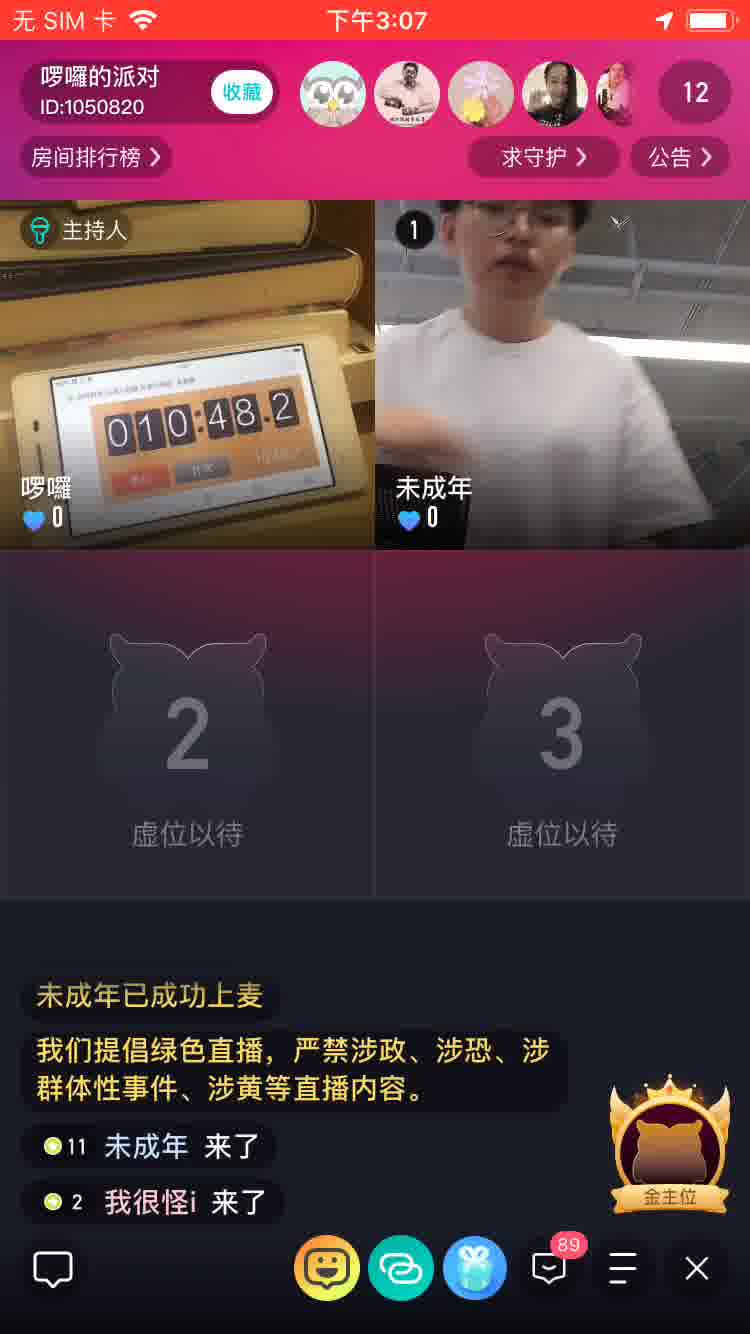 无 SIM 卡
下午3:07
啰囉的派对
ID:1050820
收藏
12
房间排行榜
求守护
公告
主持人
1
010:48.2
啰囉
0
未成年
0
2
3
虚位以待
虚位以待
未成年已成功上麦
我们提倡绿色直播，严禁涉政、涉恐、涉
群体性事件、涉黄等直播内容。
11 未成年 来了
2 我很怪i 来了
金主位
89